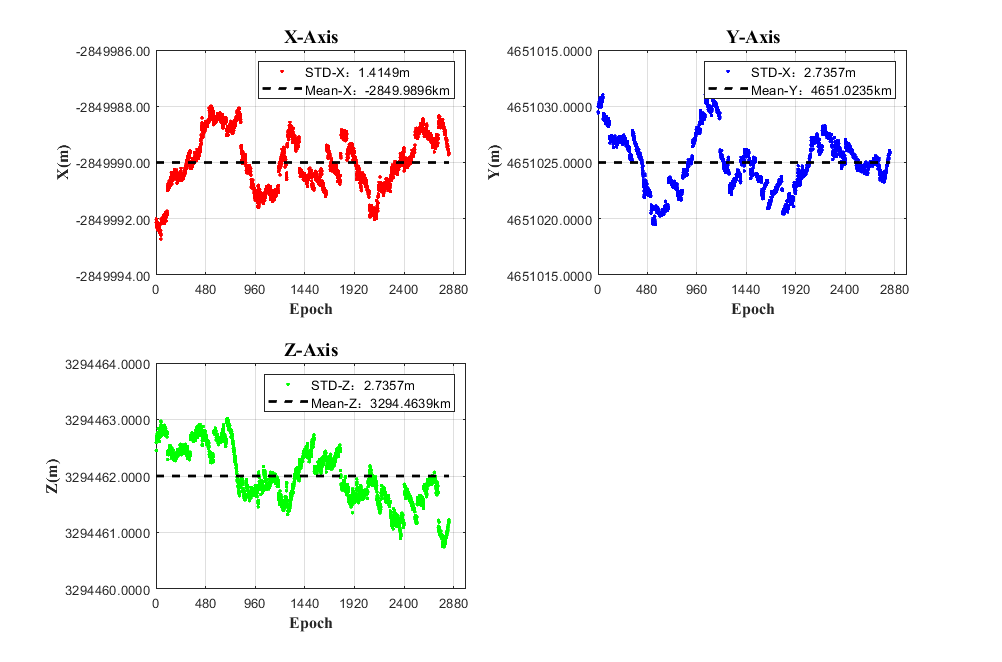 X-Axis
-2849986.00
-2849988.00
-2849990.00
-2849992.00
-2849994.00
X(m)
STD-X：1.4149m
Mean-X：-2849.9896km
0 480 960 1440 1920 2400 2880
Epoch
Y-Axis
4651015.0000
4651030.0000
4651025.0000
4651020.0000
4651015.0000
Y(m)
STD-X：2.7357m
Mean-Y：4651.0235km
0 480 960 1440 1920 2400 2880
Epoch
Z-Axis
3294464.0000
3294463.0000
3294462.0000
3294461.0000
3294460.0000
Z(m)
STD-Z：2.7357m
Mean-Z：3294.4639km
0 480 960 1440 1920 2400 2880
Epoch